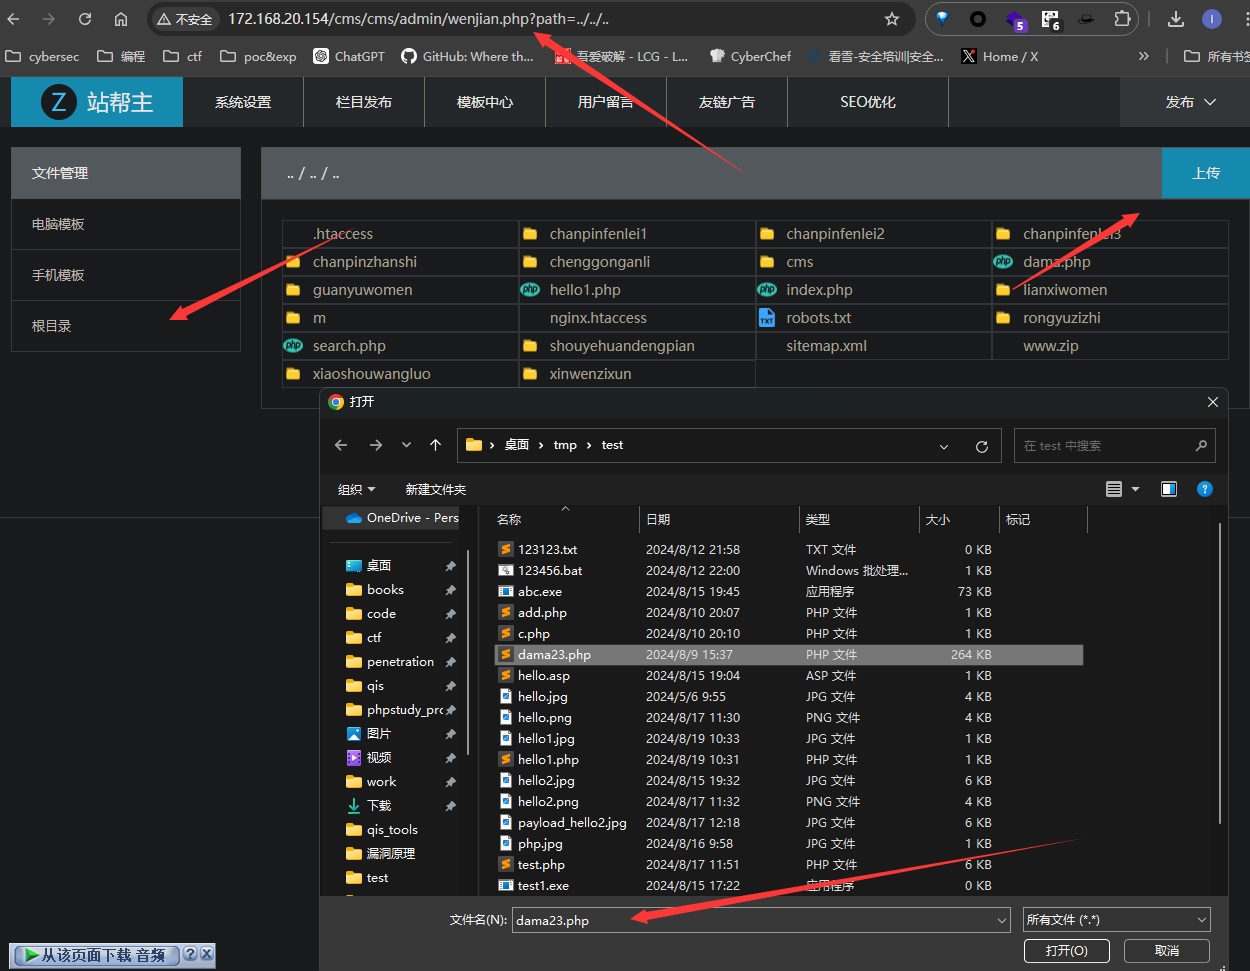 不安全 172.168.20.154/cms/cms/admin/wenjian.php?path=../../.. 5 6 I
cybersec 编程 ctf poc&exp ChatGPT GitHub: Where th... 吾爱破解 - LCG - L... CyberChef 看雪-安全培训|安全... Home / X » 所有书签
Z 站帮主 系统设置 栏目发布 模板中心 用户留言 友链广告 SEO优化 发布
文件管理 .. / .. / .. 上传
电脑模板
手机模板
根目录
.htaccess chanpinfenlei1 chanpinfenlei2 chanpinfenlei3
chanpinzhanshi chenggonganli cms dama.php
guanyuwomen hello1.php index.php lianxiwomen
m nginx.htaccess robots.txt rongyuzizhi
search.php shouyehuandengpian sitemap.xml www.zip
xiaoshouwangluo xinwenzixun
打开
桌面 › tmp › test 在 test 中搜索
组织 新建文件夹
OneDrive - Pers
桌面
books
code
ctf
penetration
qis
phpstudy_pro
图片
视频
work
下载
qis_tools
漏洞原理
test
名称 日期 类型 大小 标记
123123.txt 2024/8/12 21:58 TXT 文件 0 KB
123456.bat 2024/8/12 22:00 Windows 批处理... 1 KB
abc.exe 2024/8/15 19:45 应用程序 73 KB
add.php 2024/8/10 20:07 PHP 文件 1 KB
c.php 2024/8/10 20:10 PHP 文件 1 KB
dama23.php 2024/8/9 15:37 PHP 文件 264 KB
hello.asp 2024/8/15 19:04 ASP 文件 1 KB
hello.jpg 2024/5/6 9:55 JPG 文件 4 KB
hello.png 2024/8/17 11:30 PNG 文件 4 KB
hello1.jpg 2024/8/19 10:33 JPG 文件 1 KB
hello1.php 2024/8/19 10:31 PHP 文件 1 KB
hello2.jpg 2024/8/15 19:32 JPG 文件 6 KB
hello2.png 2024/8/17 11:32 PNG 文件 4 KB
payload_hello2.jpg 2024/8/17 12:18 JPG 文件 6 KB
php.jpg 2024/8/16 9:58 JPG 文件 1 KB
test.php 2024/8/17 11:51 PHP 文件 6 KB
test1.exe 2024/8/15 17:22 应用程序 0 KB
文件名(N): dama23.php 所有文件 (*.*)
打开(O) 取消
从该页面下载 音频 ? X